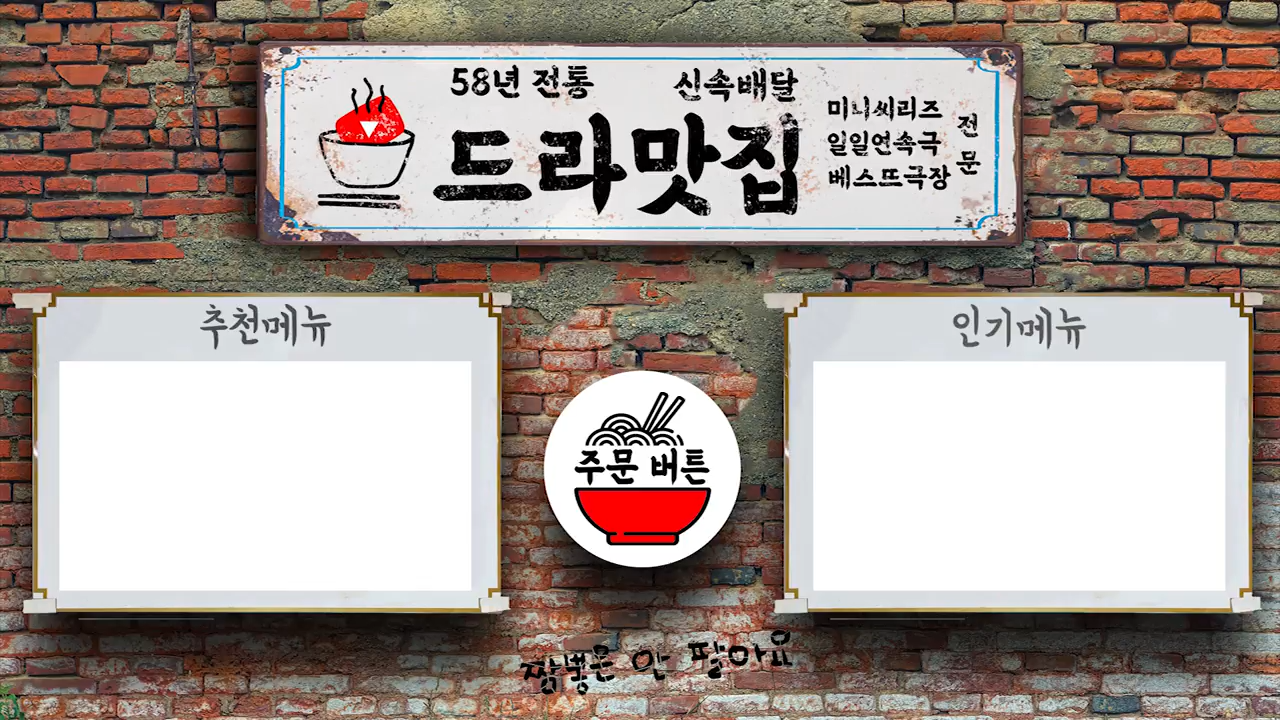 58년 전통 신속배달
드라맛집
미니씨리즈
일일연속극
베스뜨극장
전문
추천메뉴
인기메뉴
주문 버튼
짬뽕은 안 팔아요